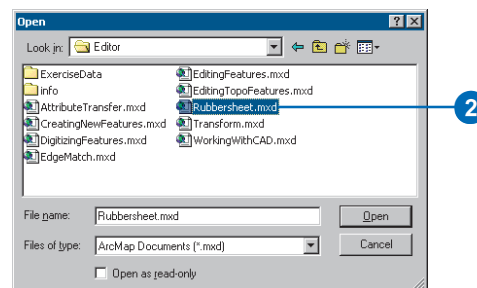 Open
Look in: Editor
ExerciseData
info
AttributeTransfer.mxd
CreatingNewFeatures.mxd
DigitizingFeatures.mxd
EdgeMatch.mxd
EditingFeatures.mxd
EditingTopoFeatures.mxd
Rubbersheet.mxd
Transform.mxd
WorkingWithCAD.mxd
2
File name: Rubbersheet.mxd Open
Files of type: ArcMap Documents (*.mxd) Cancel
Open as read-only